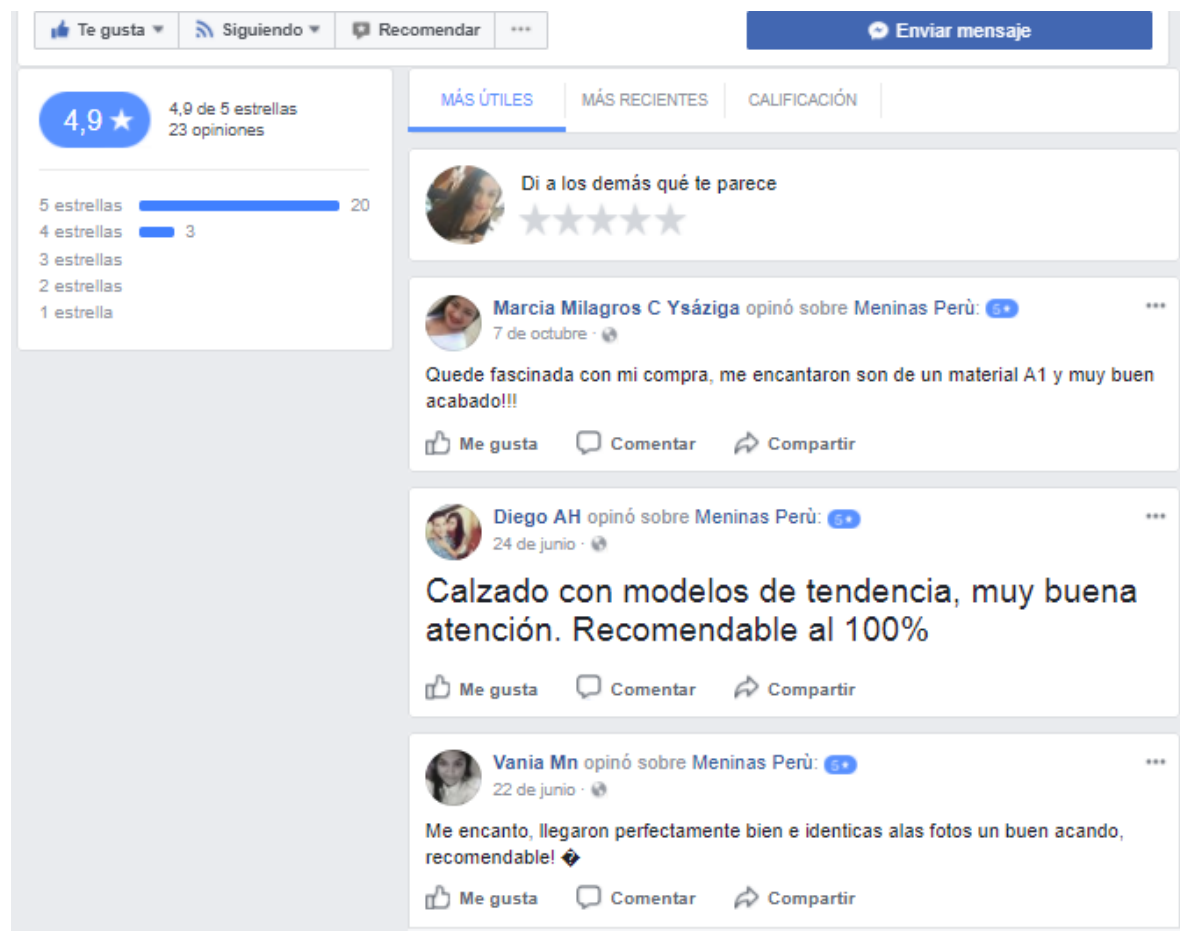 Te gusta Siguiendo Recomendar ... Enviar mensaje
4,9 ★ 4,9 de 5 estrellas
23 opiniones
5 estrellas 20
4 estrellas 3
3 estrellas
2 estrellas
1 estrella
MÁS ÚTILES MÁS RECIENTES CALIFICACIÓN
Di a los demás qué te parece
Marcia Milagros C Ysáziga opinó sobre Meninas Perù: 5★
7 de octubre ·
Quede fascinada con mi compra, me encantaron son de un material A1 y muy buen
acabado!!!
Me gusta Comentar Compartir
Diego AH opinó sobre Meninas Perù: 5★
24 de junio ·
Calzado con modelos de tendencia, muy buena
atención. Recomendable al 100%
Me gusta Comentar Compartir
Vania Mn opinó sobre Meninas Perù: 5★
22 de junio ·
Me encanto, llegaron perfectamente bien e identicas alas fotos un buen acando,
recomendable! �
Me gusta Comentar Compartir